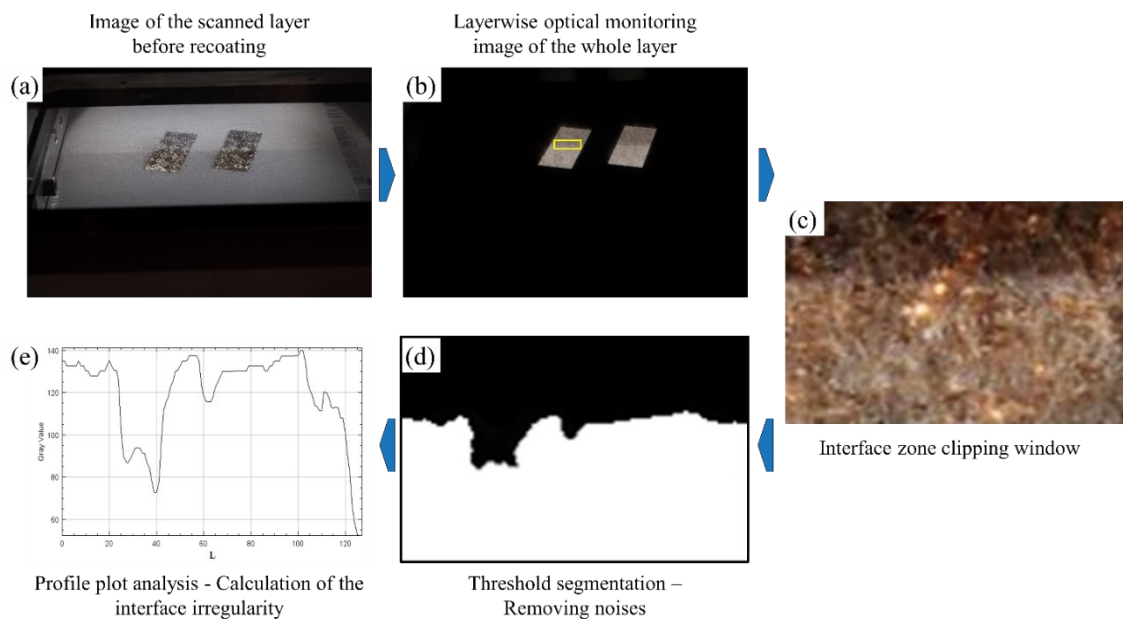 Image of the scanned layer
before recoating
Layerwise optical monitoring
image of the whole layer
(a)
(b)
(c)
Interface zone clipping window
(d)
Threshold segmentation –
Removing noises
(e)
140
120
100
80
60
Gray Value
0
20
40
60
80
100
120
L
Profile plot analysis - Calculation of the
interface irregularity